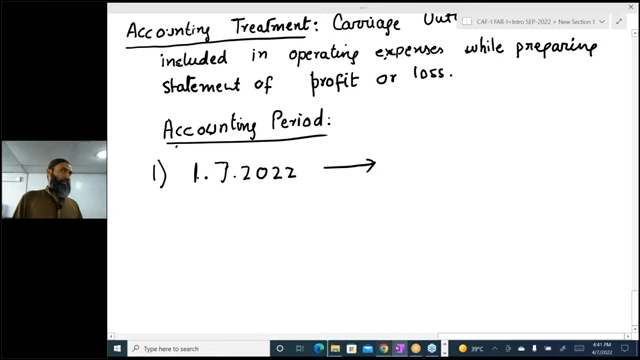 CAF-1 FAR-I+Intro SEP-2022 > New Section
Accounting Treatment: Carriage
included in operating expenses while preparing
statement of profit or loss.
Accounting Period:
1) 1.7.2022 →
Type here to search
39°C
4:41 PM
4/7/2022